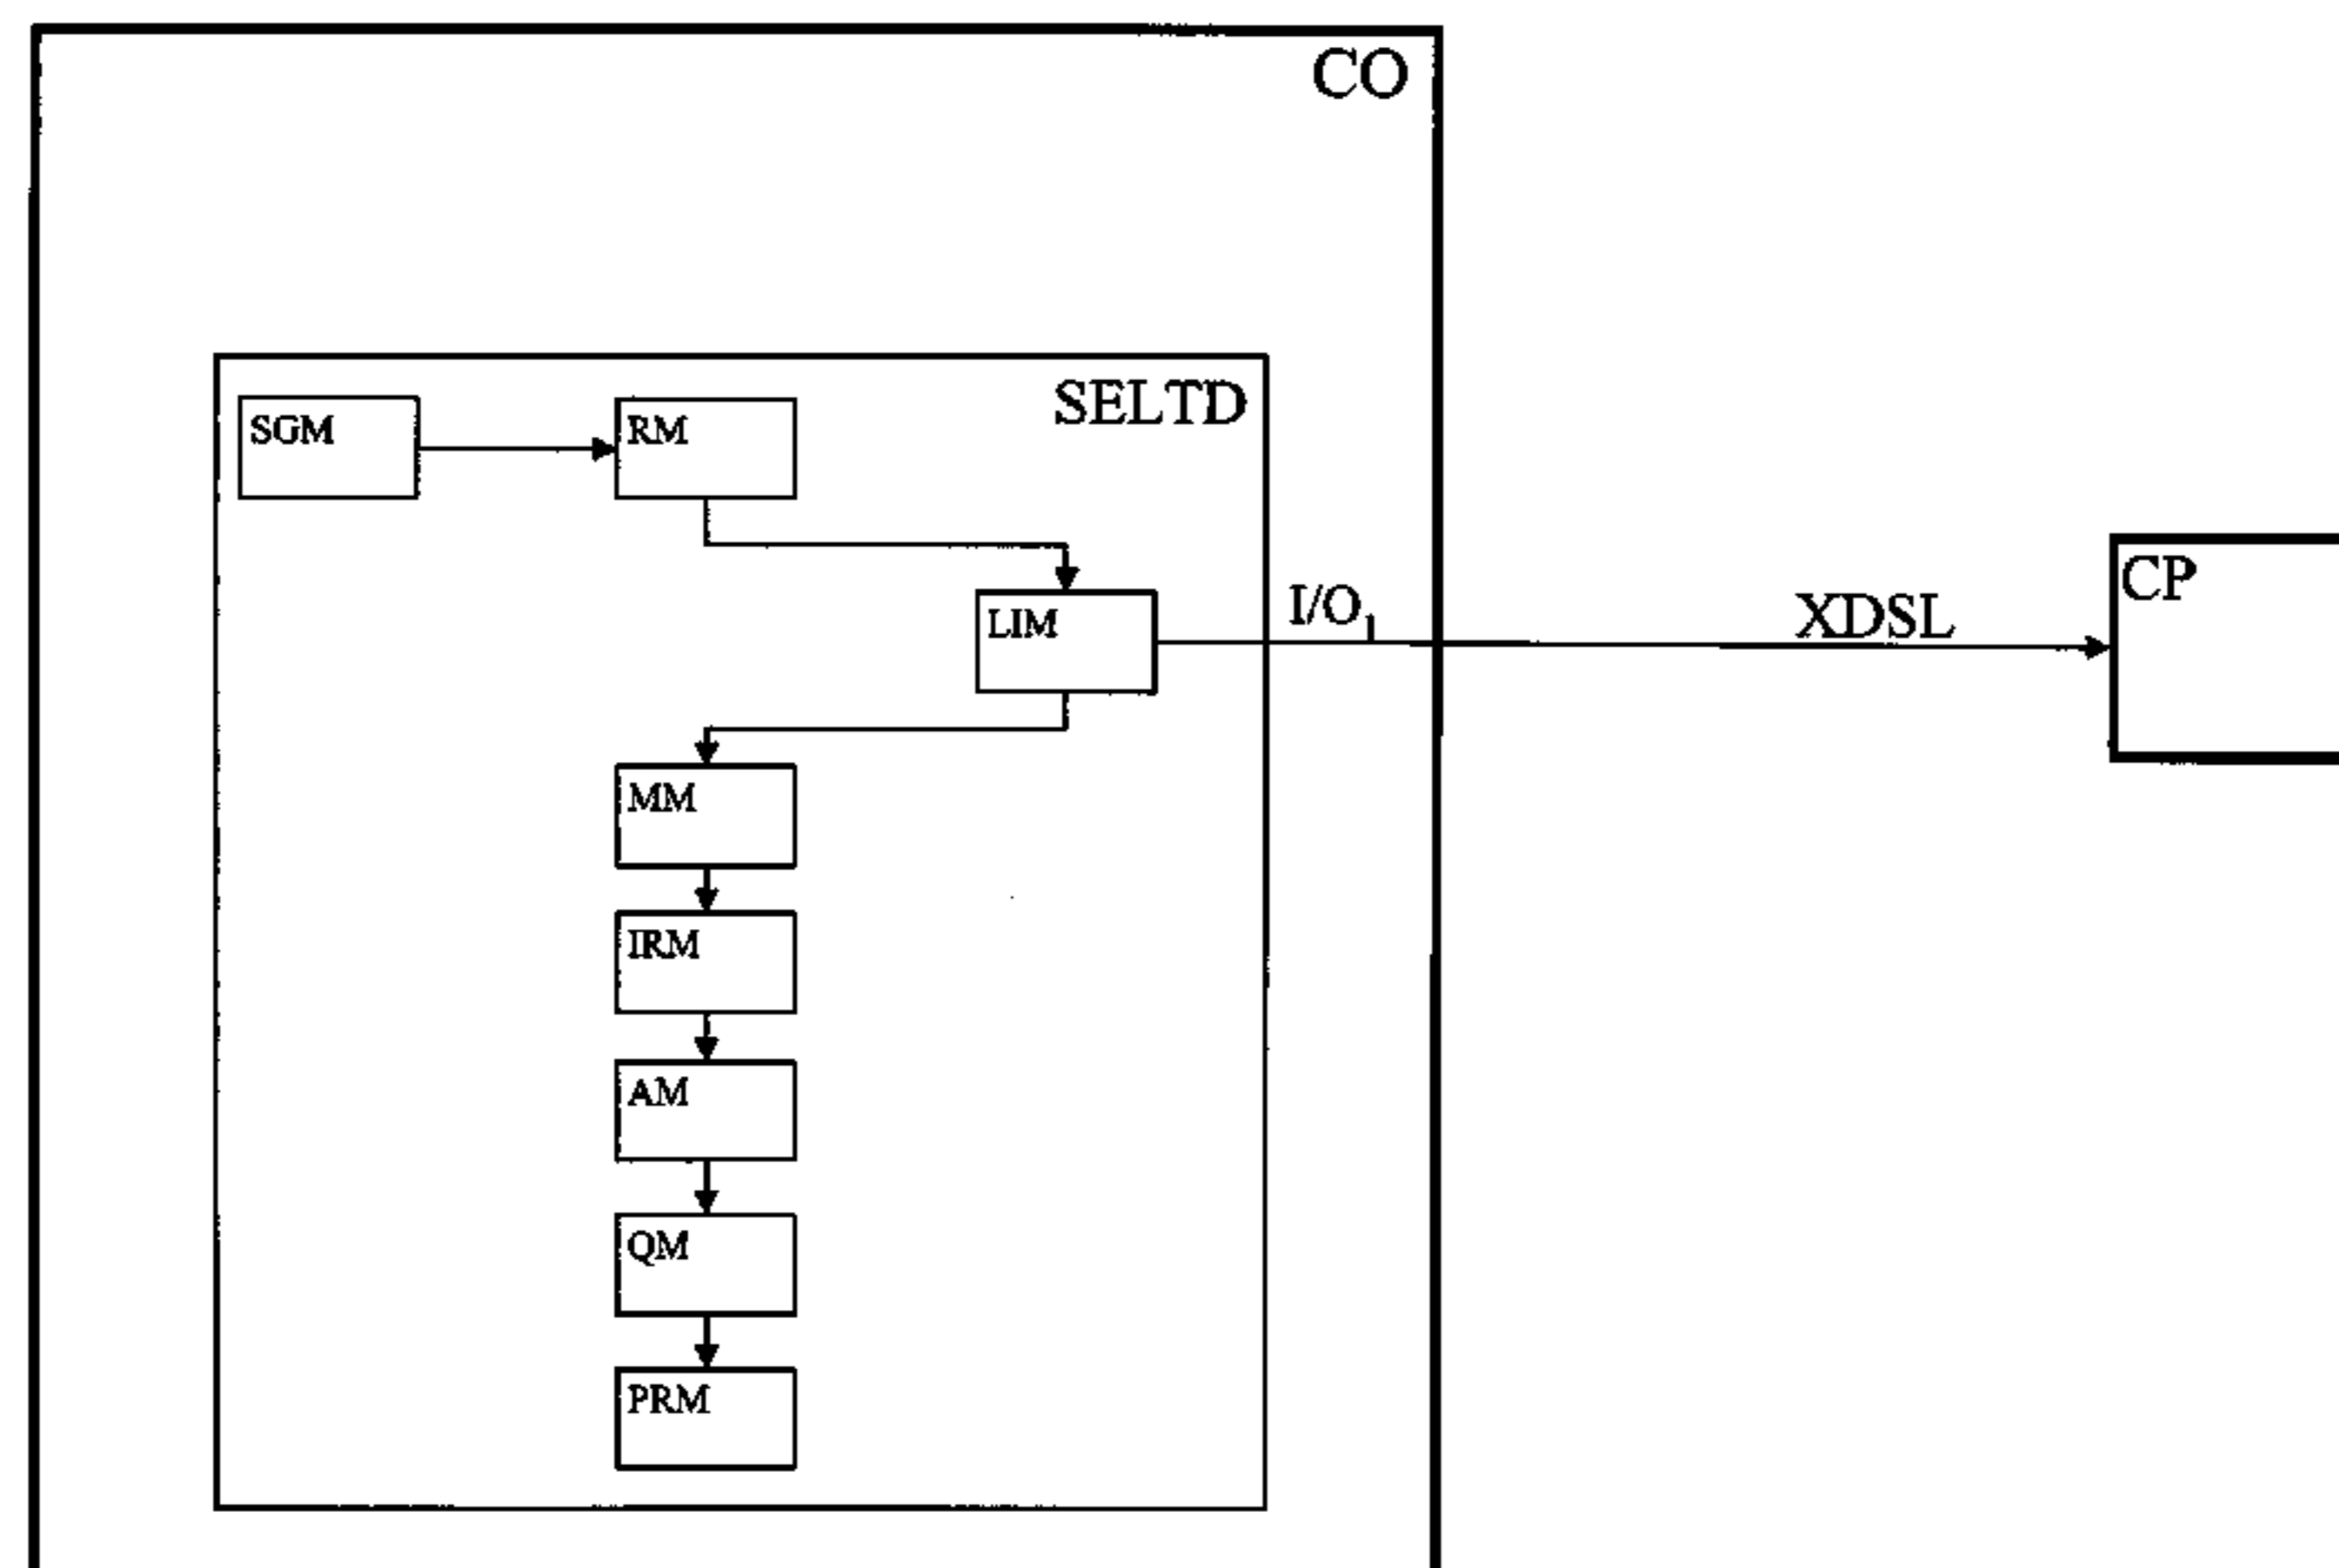 CO
SELTD
SGM
RM
LIM
I/O1
XDSL
CP
MM
IRM
AM
QM
PRM